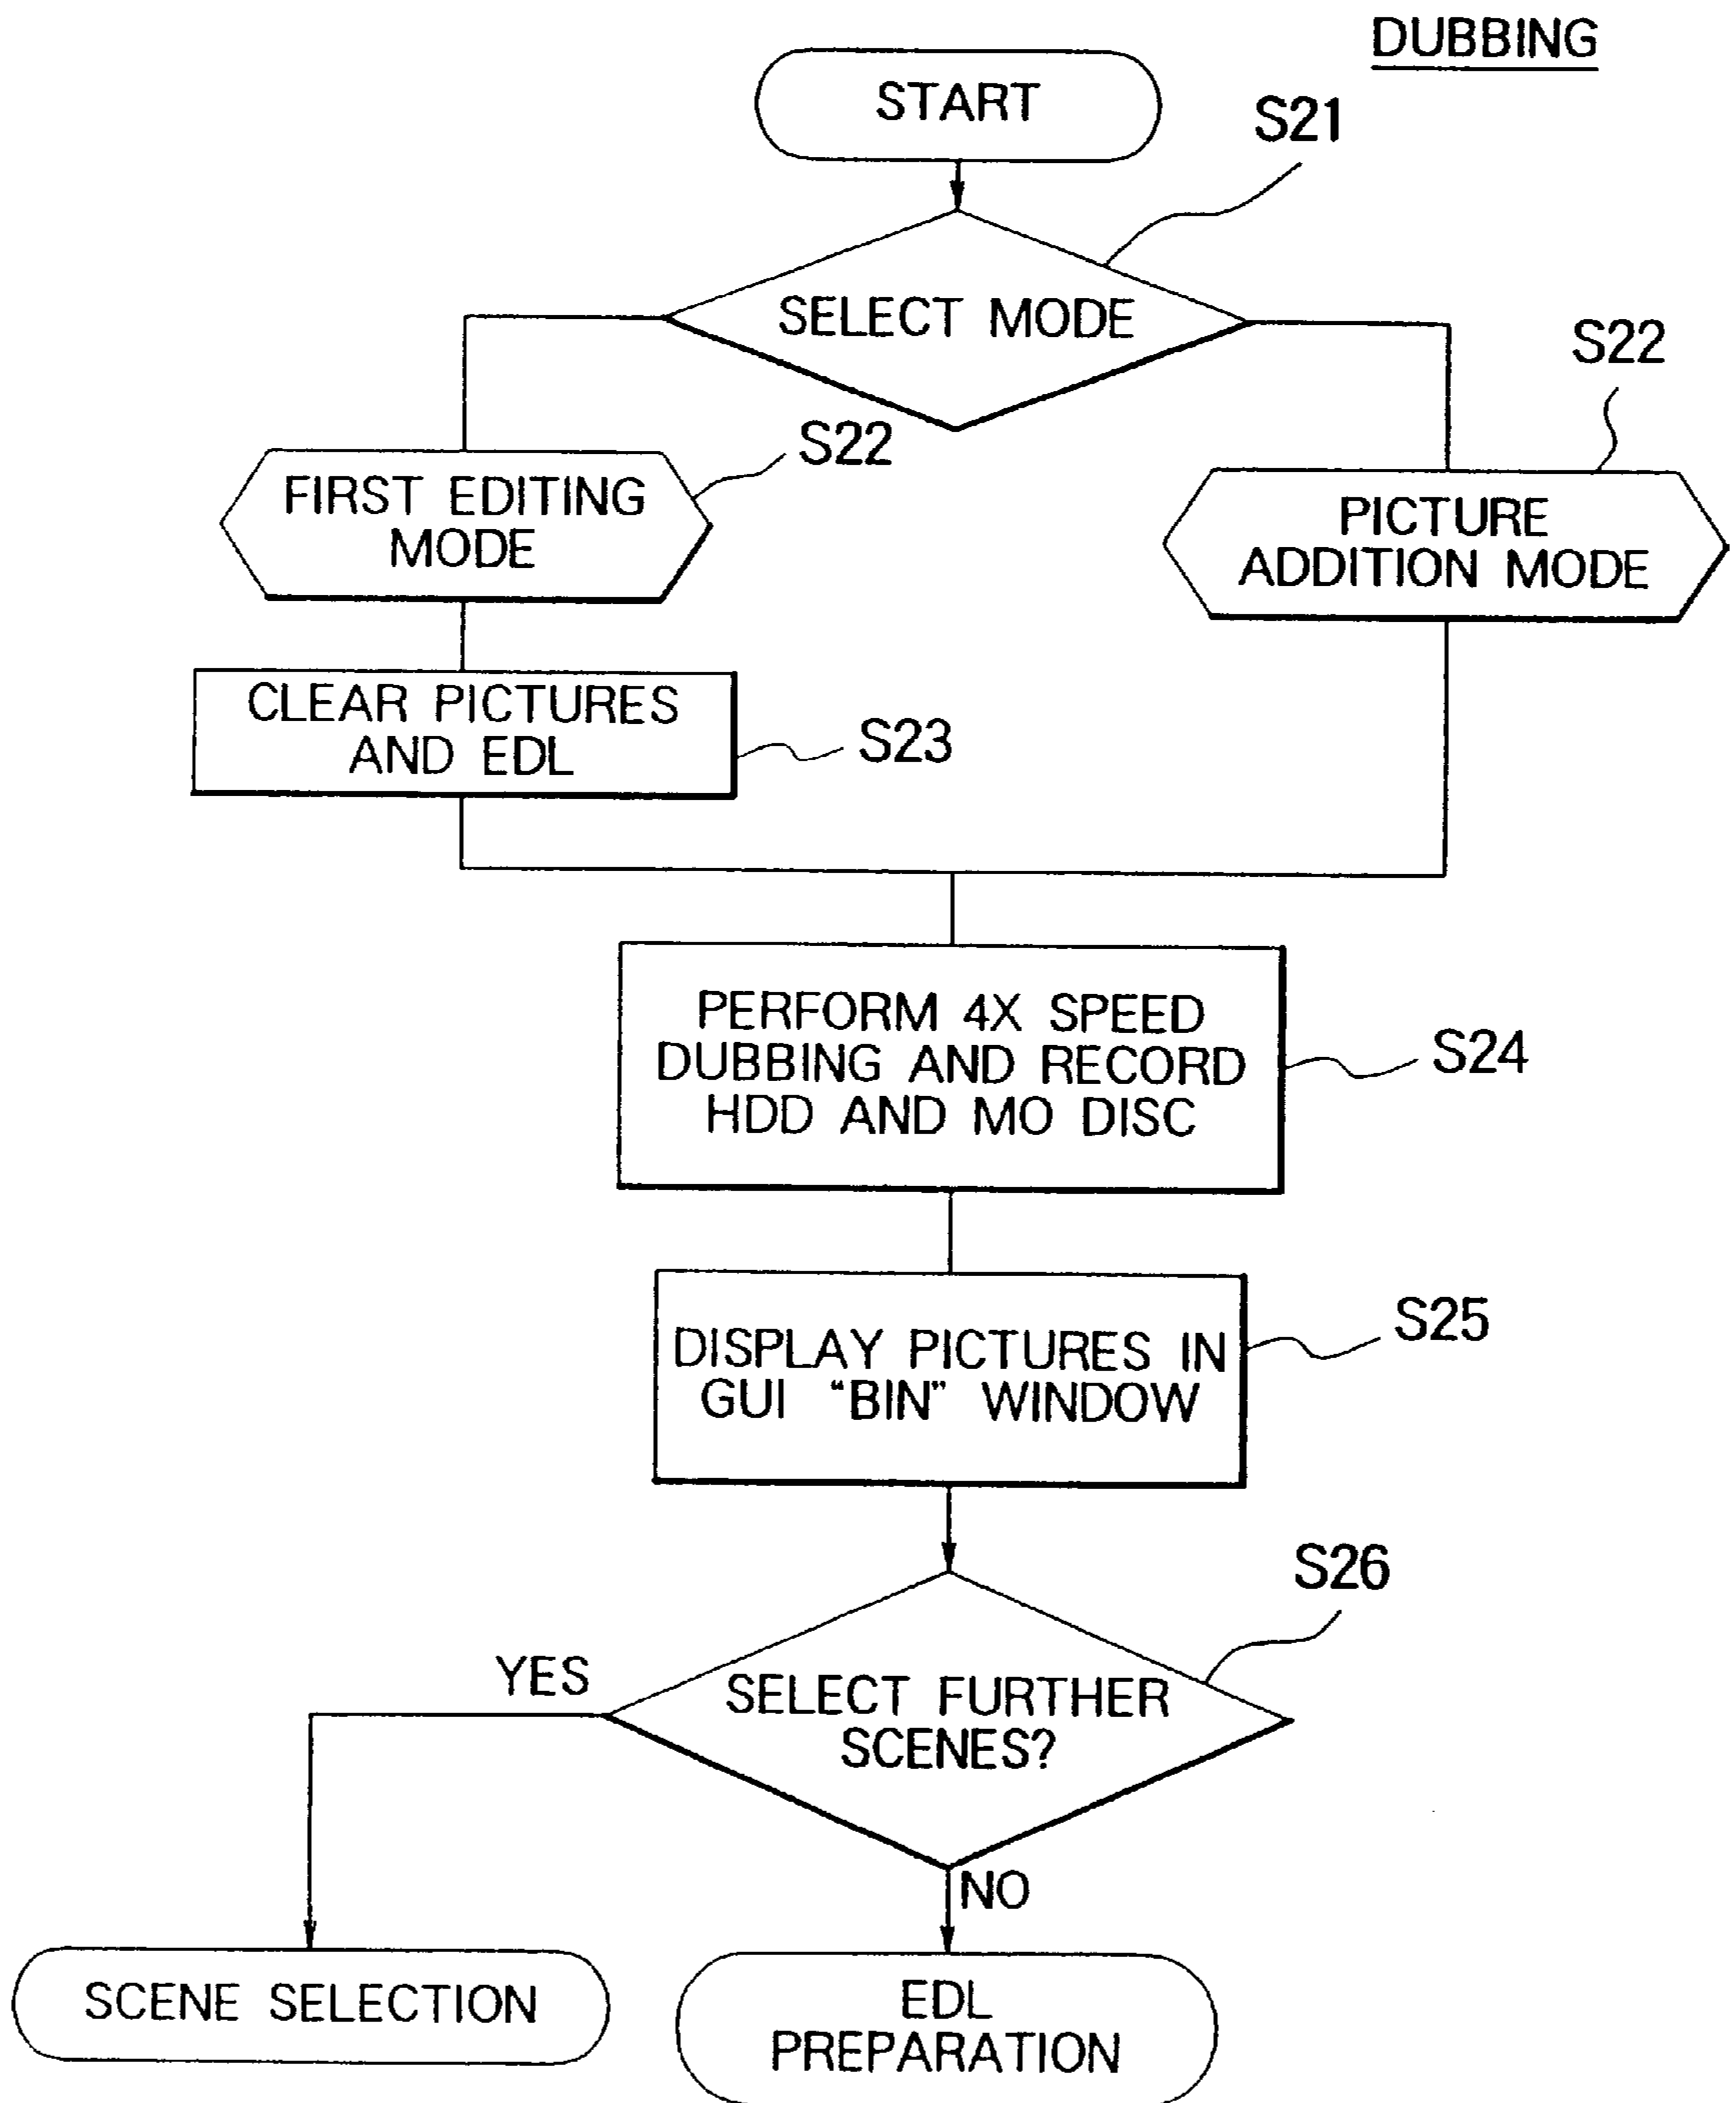 DUBBING
START
S21
SELECT MODE
S22
S22
FIRST EDITING
MODE
PICTURE
ADDITION MODE
CLEAR PICTURES
AND EDL
S23
PERFORM 4X SPEED
DUBBING AND RECORD
HDD AND MO DISC
S24
DISPLAY PICTURES IN
GUI “BIN” WINDOW
S25
S26
YES
SELECT FURTHER
SCENES?
NO
SCENE SELECTION
EDL
PREPARATION